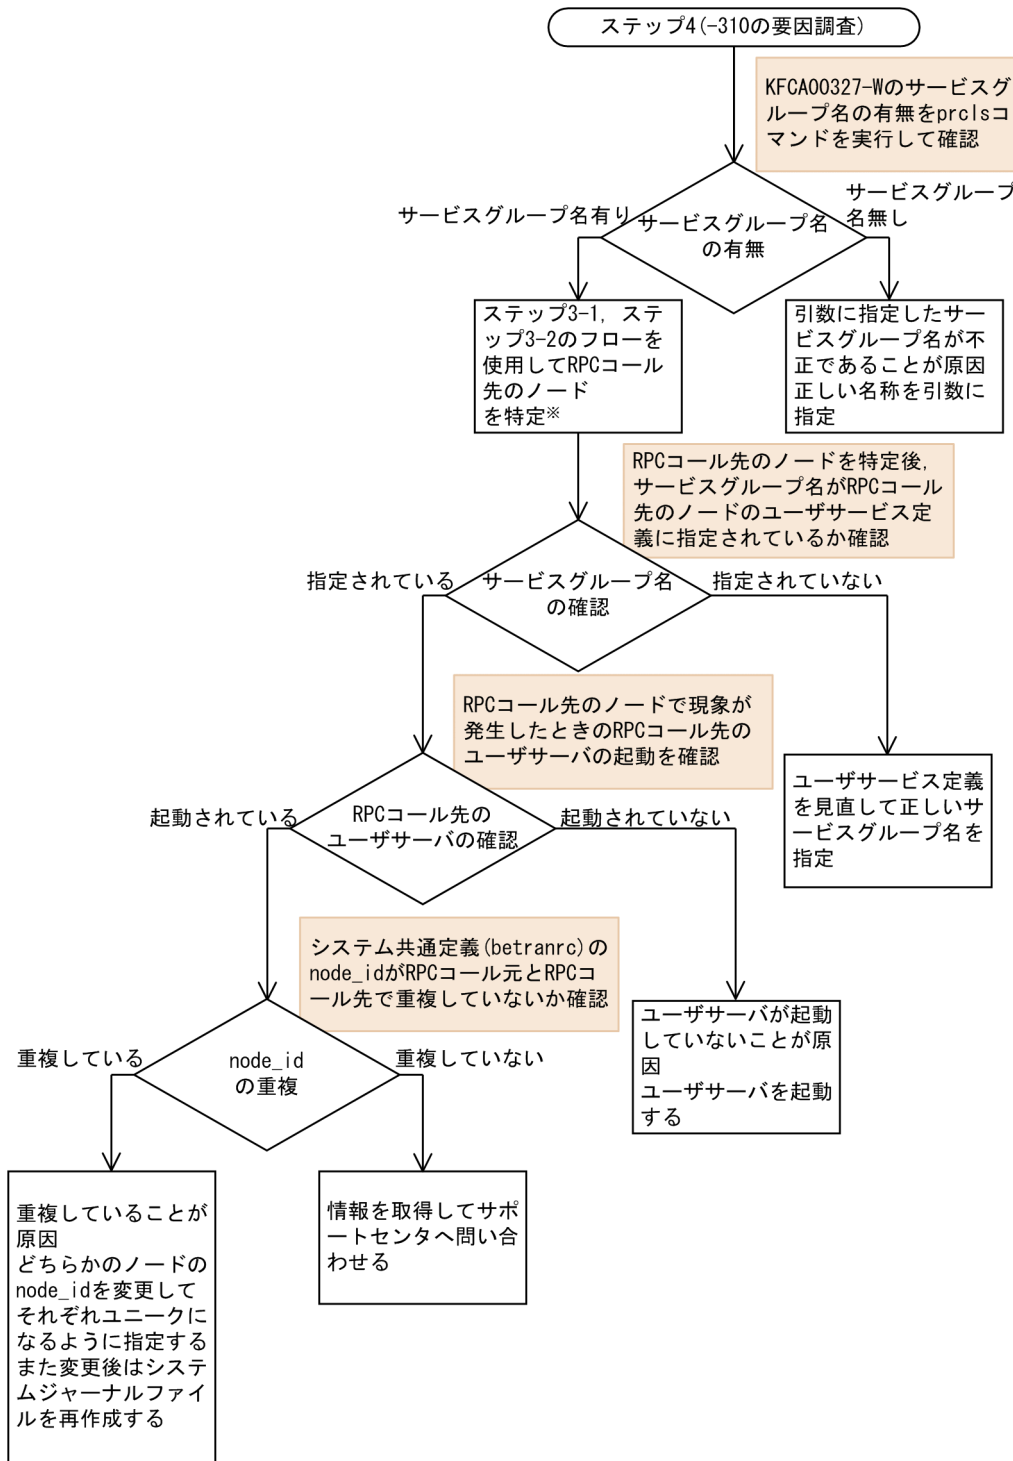 ステップ4(-310の要因調査)
KFCA00327-Wのサービスグ
ループ名の有無をprclsコ
マンドを実行して確認
サービスグループ
名無し
サービスグループ名有り
サービスグループ名
の有無
ステップ3-1, ステ
ップ3-2のフローを
使用してRPCコール
先のノード
を特定※
引数に指定したサー
ビスグループ名が不
正であることが原因
正しい名称を引数に
指定
RPCコール先のノードを特定後,
サービスグループ名がRPCコール
先のノードのユーザサービス定
義に指定されているか確認
指定されている
サービスグループ名
の確認
指定されていない
RPCコール先のノードで現象が
発生したときのRPCコール先の
ユーザサーバの起動を確認
ユーザサービス定義
を見直して正しいサ
ービスグループ名を
指定
起動されている
RPCコール先の
ユーザサーバの確認
起動されていない
システム共通定義(betranrc)の
node_idがRPCコール元とRPCコ
ール先で重複していないか確認
ユーザサーバが起動
していないことが原
因
ユーザサーバを起動
する
重複している
node_id
の重複
重複していない
重複していることが
原因
どちらかのノードの
node_idを変更して
それぞれユニークに
なるように指定する
また変更後はシステ
ムジャーナルファイ
ルを再作成する
情報を取得してサポ
ートセンタへ問い合
わせる